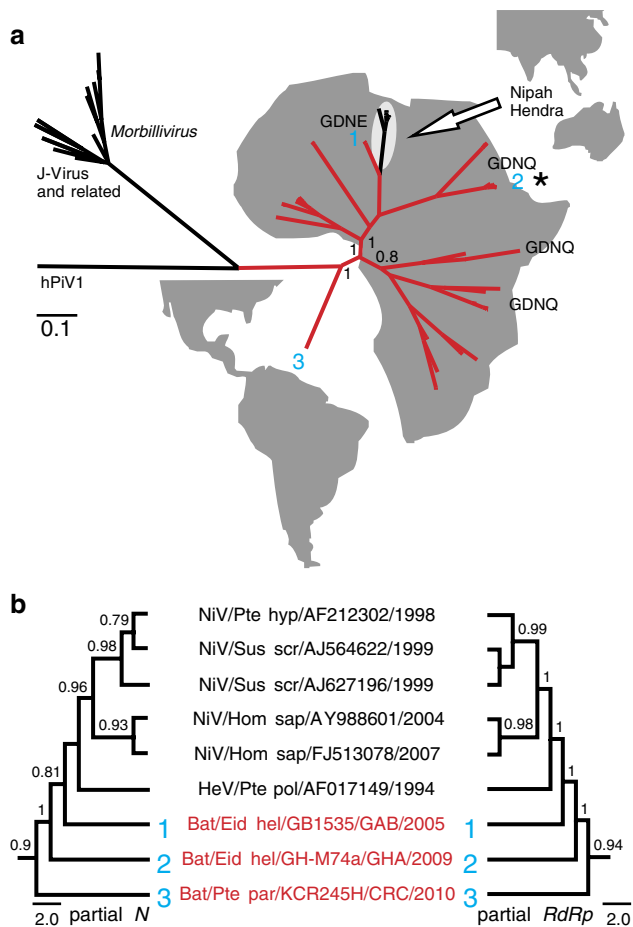 a
Nipah
Hendra
GDNE
1
Morbillivirus
J-Virus
and related
GDNQ
2 *
1
1
0.8
1
GDNQ
hPiV1
0.1
GDNQ
3
b
0.79
0.98
0.96
0.93
0.81
1
0.9
2.0
partial N
NiV/Pte hyp/AF212302/1998
NiV/Sus scr/AJ564622/1999
NiV/Sus scr/AJ627196/1999
NiV/Hom sap/AY988601/2004
NiV/Hom sap/FJ513078/2007
HeV/Pte pol/AF017149/1994
1 Bat/Eid hel/GB1535/GAB/2005 1
2 Bat/Eid hel/GH-M74a/GHA/2009 2
3 Bat/Pte par/KCR245H/CRC/2010 3
0.99
1
0.98
1
1
1
0.94
partial RdRp
2.0